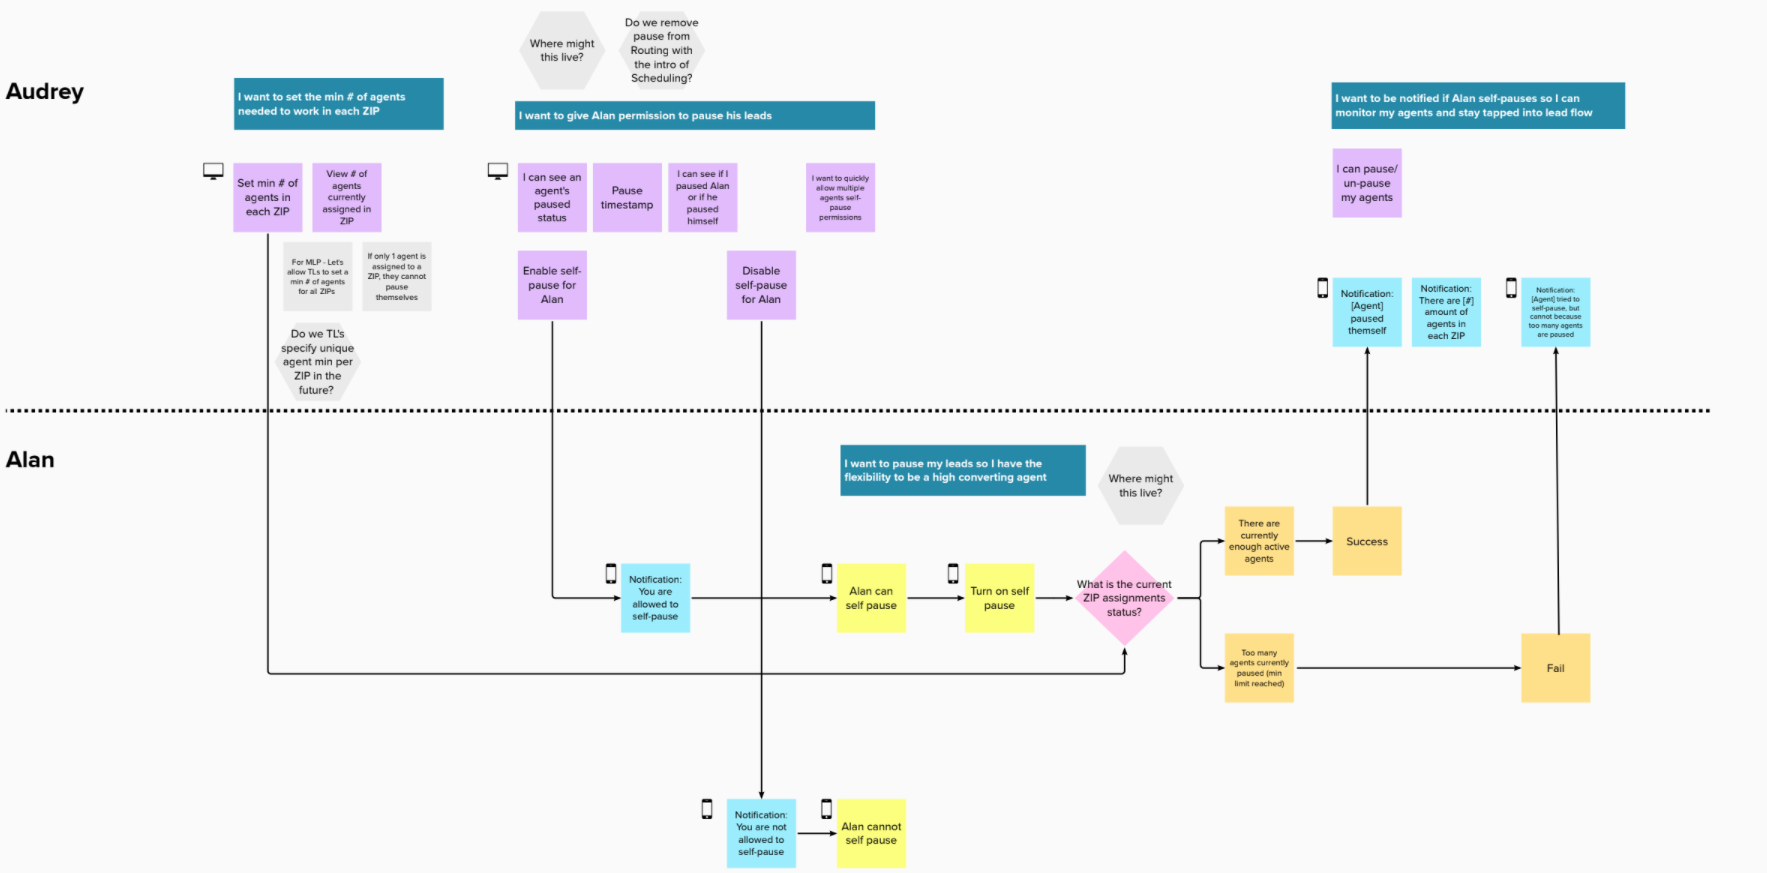 Where might
this live?
Do we remove
pause from
Routing with
the intro of
Scheduling?
Audrey
I want to set the min # of agents
needed to work in each ZIP
I want to give Alan permission to pause his leads
I want to be notified if Alan self-pauses so I can
monitor my agents and stay tapped into lead flow
Set min # of
agents in
each ZIP
View # of
agents
currently
assigned in
ZIP
I can see an
agent's
paused
status
Pause
timestamp
I can see if I
paused Alan
or if he
paused
himself
I want to quickly
allow multiple
agents self-
pause
permissions
I can pause/
un-pause
my agents
For MLP - Let's
allow TLs to set a
min # of agents
for all ZIPs
If only 1 agent is
assigned to a
ZIP, they cannot
pause
themselves
Enable self-
pause for
Alan
Disable
self-pause
for Alan
Notification:
[Agent]
paused
themself
Notification:
There are [#]
amount of
agents in
each ZIP
Notification:
[Agent] tried to
self-pause, but
cannot because
too many agents
are paused
Do we TL's
specify unique
agent min per
ZIP in the
future?
Alan
I want to pause my leads so I have the
flexibility to be a high converting agent
Where might
this live?
There are
currently
enough active
agents
Success
Notification:
You are
allowed to
self-pause
Alan can
self pause
Turn on self
pause
What is the current
ZIP assignments
status?
Too many
agents currently
paused (min
limit reached)
Fail
Notification:
You are not
allowed to
self-pause
Alan cannot
self pause